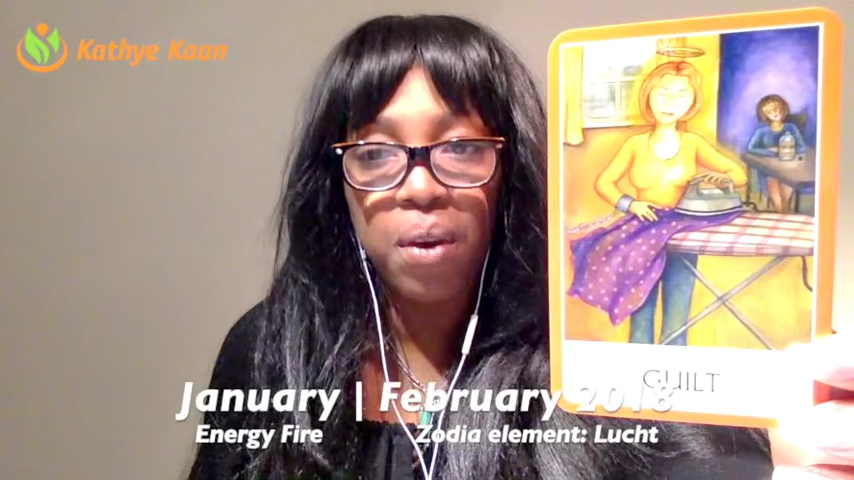 Kathye Kaan
GUILT
January | February 2018
Energy Fire
Zodia element: Lucht